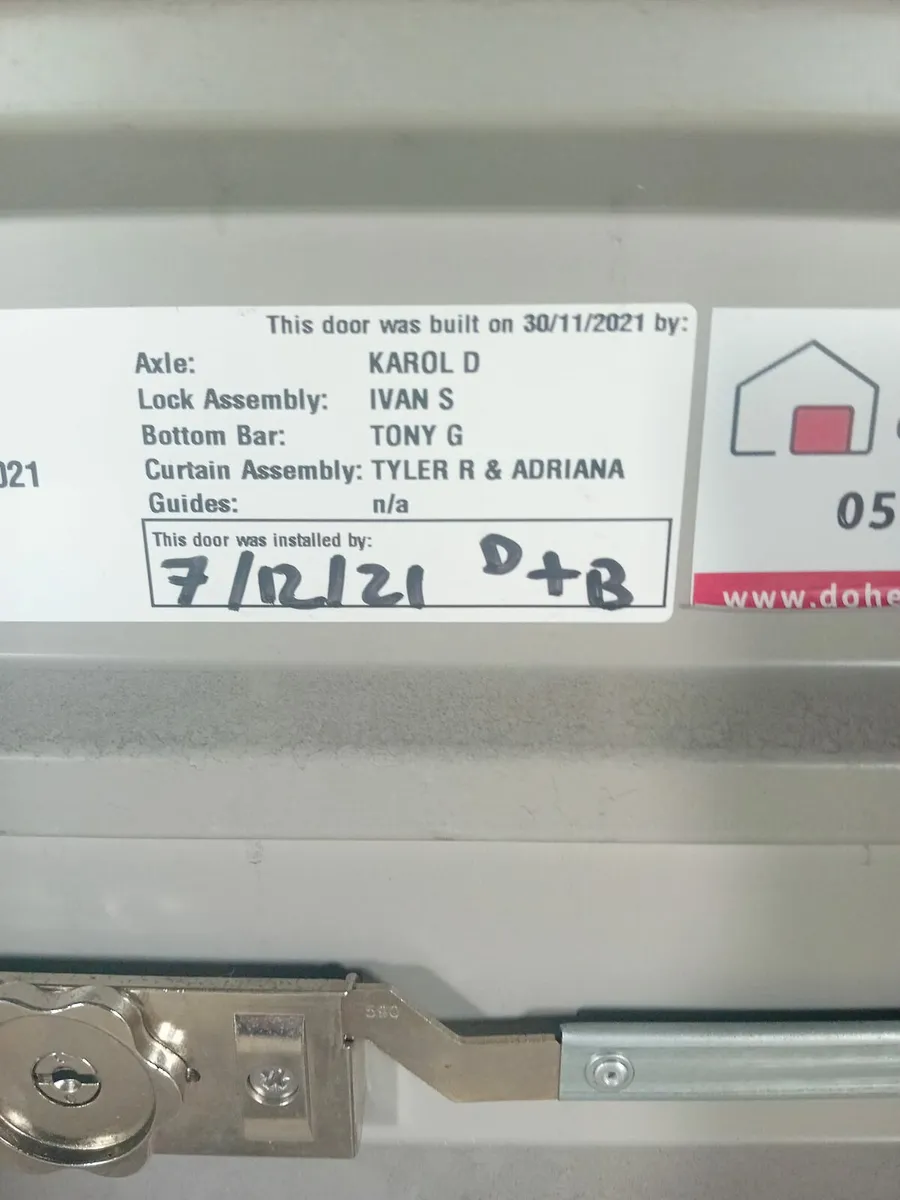 This door was built on 30/11/2021 by:
Axle: KAROL D
Lock Assembly: IVAN S
Bottom Bar: TONY G
Curtain Assembly: TYLER R & ADRIANA
Guides: n/a
This door was installed by:
7/12/21 D+B
021
05
www.dohe
590